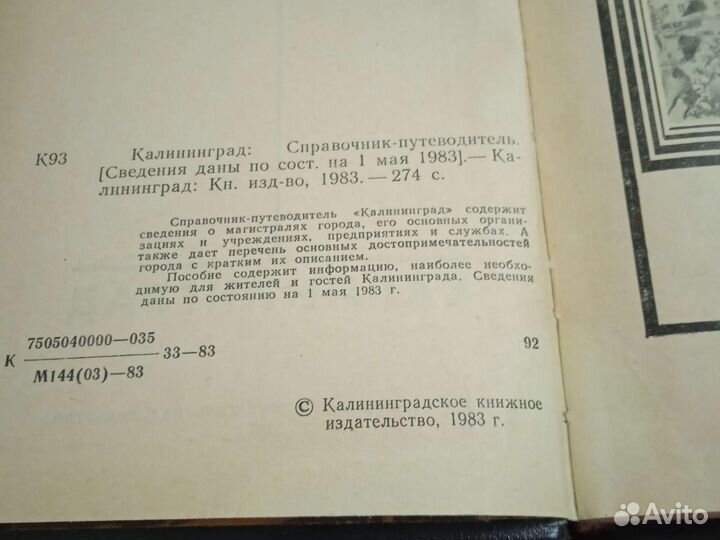 К93 Калининград: Справочник-путеводитель.
[Сведения даны по сост. на 1 мая 1983].— Ка-
лининград: Кн. изд-во, 1983. — 274 с.
Справочник-путеводитель «Калининград» содержит
сведения о магистралях города, его основных органи-
зациях и учреждениях, предприятиях и службах. А
также дает перечень основных достопримечательностей
города с кратким их описанием.
Пособие содержит информацию, наиболее необхо-
димую для жителей и гостей Калининграда. Сведения
даны по состоянию на 1 мая 1983 г.
7505040000—035
К 33—83 92
М144(03)—83
© Калининградское книжное
издательство, 1983 г.
Avito